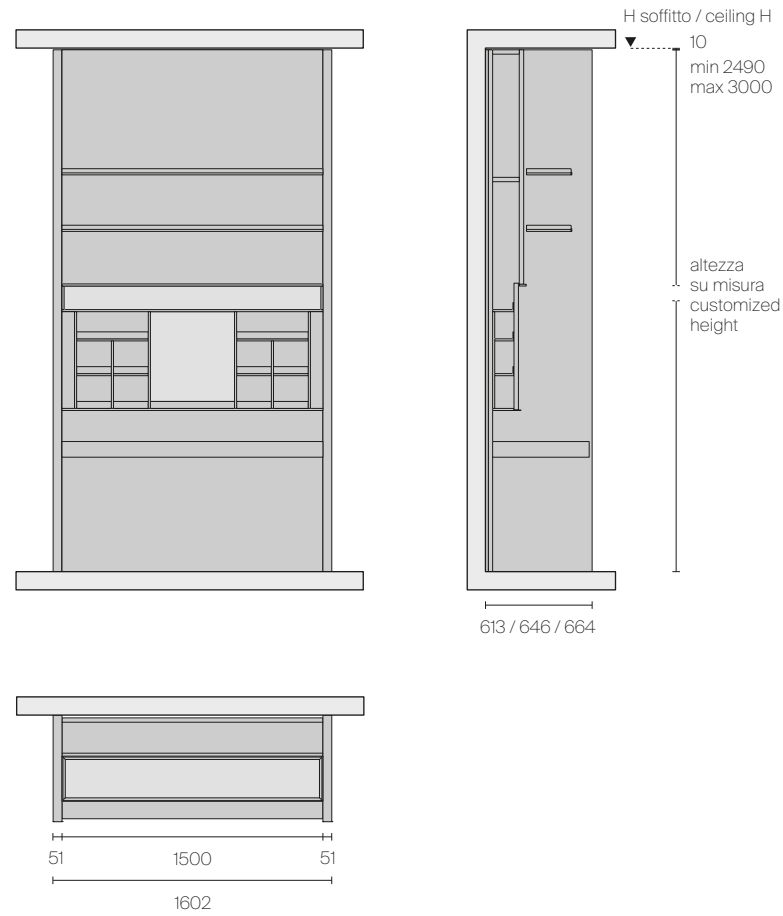 H soffitto / ceiling H
10
min 2490
max 3000
altezza
su misura
customized
height
613 / 646 / 664
51
1500
51
1602